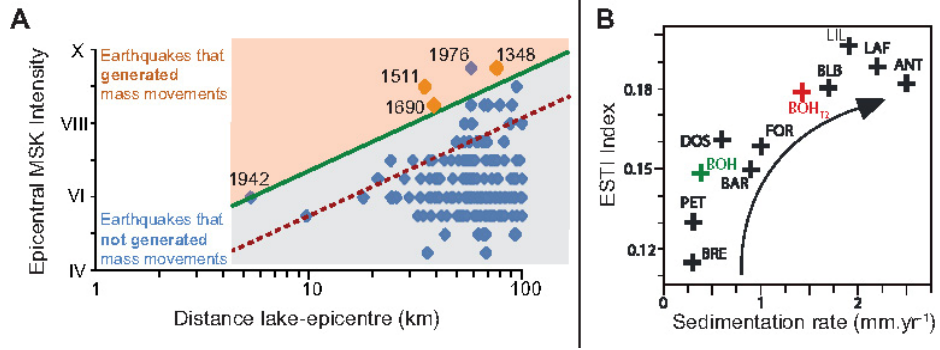 A
Earthquakes that
generated
mass movements
Earthquakes that
not generated
mass movements
1942
1511
1690
1976
1348
X
VIII
VI
IV
Epicentral MSK Intensity
1
10
100
Distance lake-epicentre (km)
B
LIL
LAF
ANT
BLB
BOH_T2
DOS
FOR
BOH
BAR
PET
BRE
0.18
0.15
0.12
ESTI Index
0
1
2
Sedimentation rate (mm.yr⁻¹)